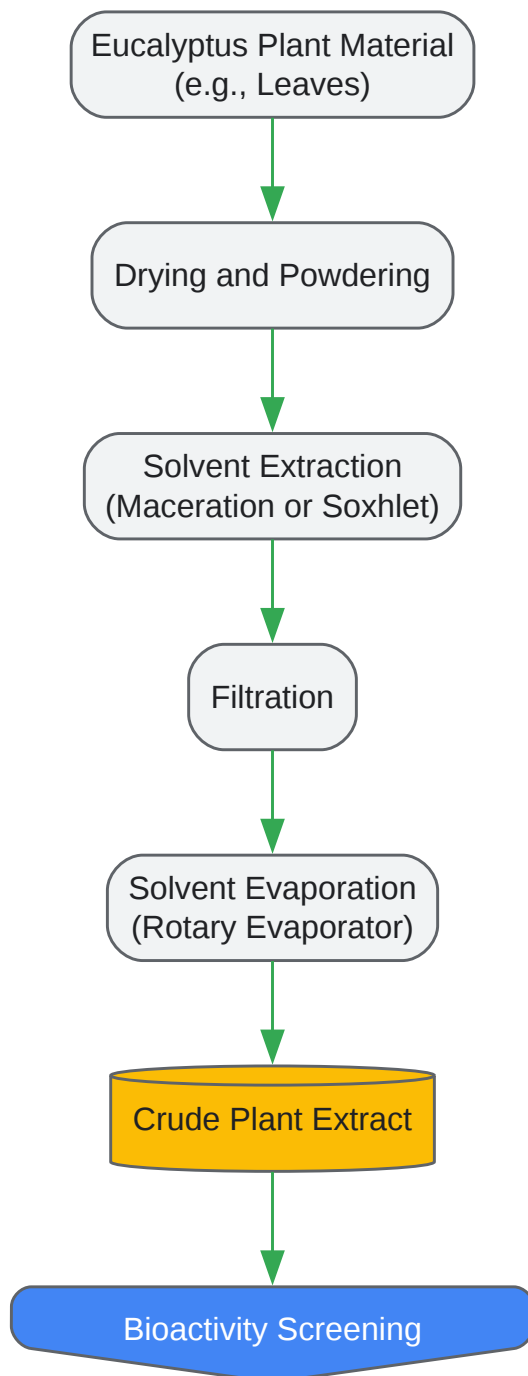 Eucalyptus Plant Material
(e.g., Leaves)
Drying and Powdering
Solvent Extraction
(Maceration or Soxhlet)
Filtration
Solvent Evaporation
(Rotary Evaporator)
Crude Plant Extract
Bioactivity Screening